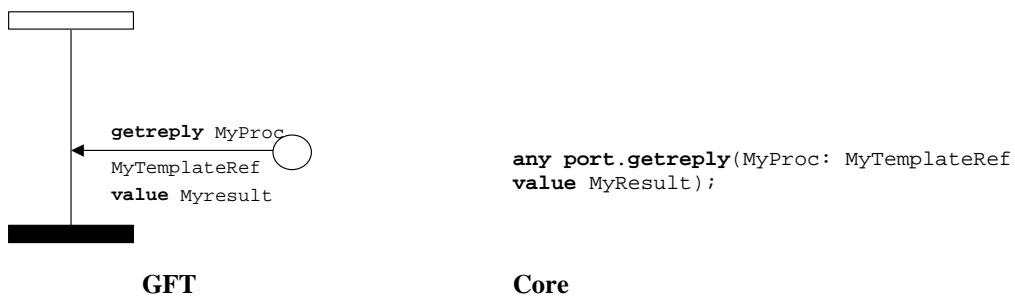 getreply MyProc
MyTemplateRef
value Myresult
any port.getreply(MyProc: MyTemplateRef
value MyResult);
GFT
Core